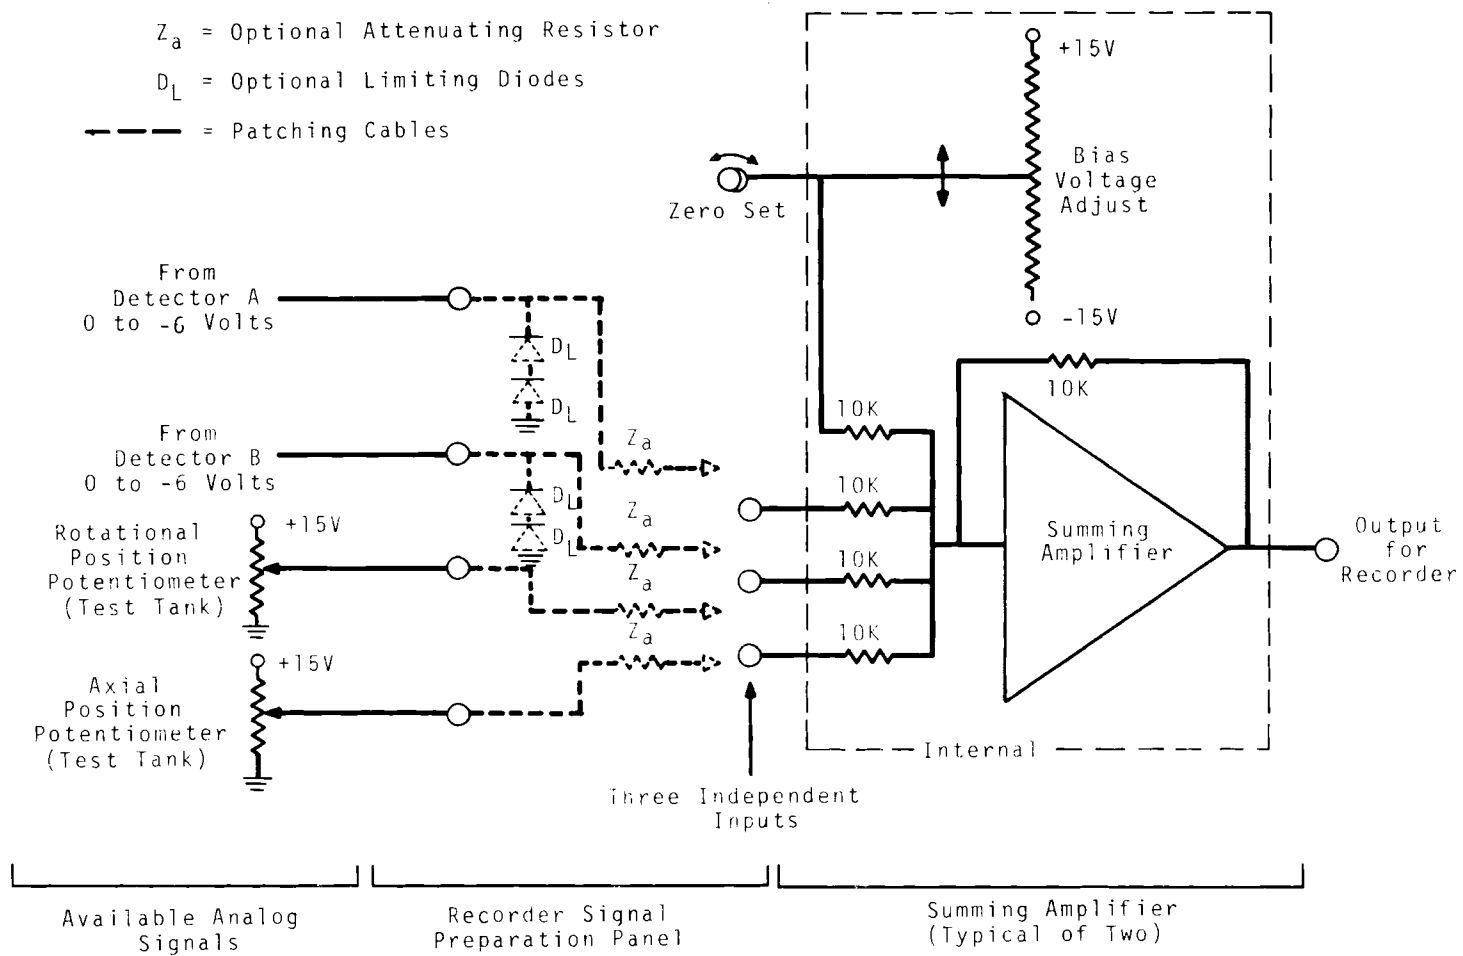 Za = Optional Attenuating Resistor
DL = Optional Limiting Diodes
= Patching Cables
+15V
Bias
Voltage
Adjust
-15V
Zero Set
From
Detector A
0 to -6 Volts
DL
DL
From
Detector B
0 to -6 Volts
DL
DL
Za
Za
Za
Za
Rotational
Position
Potentiometer
(Test Tank)
+15V
Axial
Position
Potentiometer
(Test Tank)
+15V
10K
10K
10K
10K
10K
Summing
Amplifier
Output
for
Recorder
Internal
Three Independent
Inputs
Available Analog
Signals
Recorder Signal
Preparation Panel
Summing Amplifier
(Typical of Two)